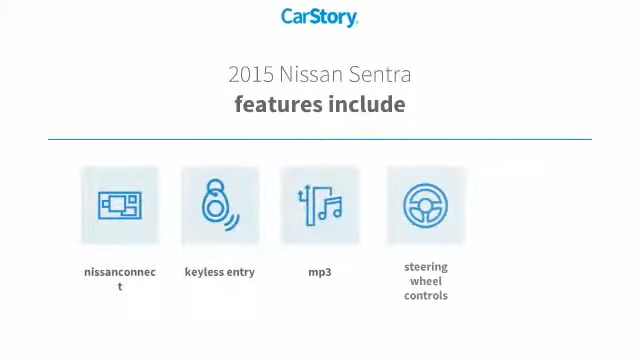 CarStory
2015 Nissan Sentra
features include
nissanconnec
t
keyless entry
mp3
steering
wheel
controls